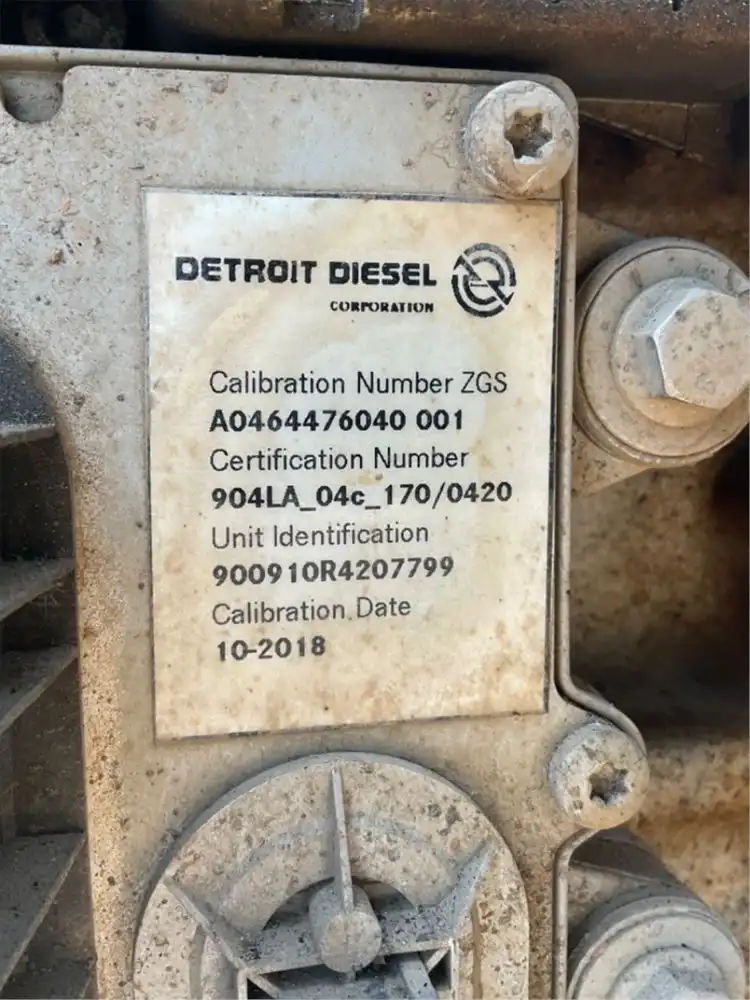 DETROIT DIESEL
CORPORATION
Calibration Number ZGS
A0464476040 001
Certification Number
904LA_04c_170/0420
Unit Identification
900910R4207799
Calibration Date
10-2018